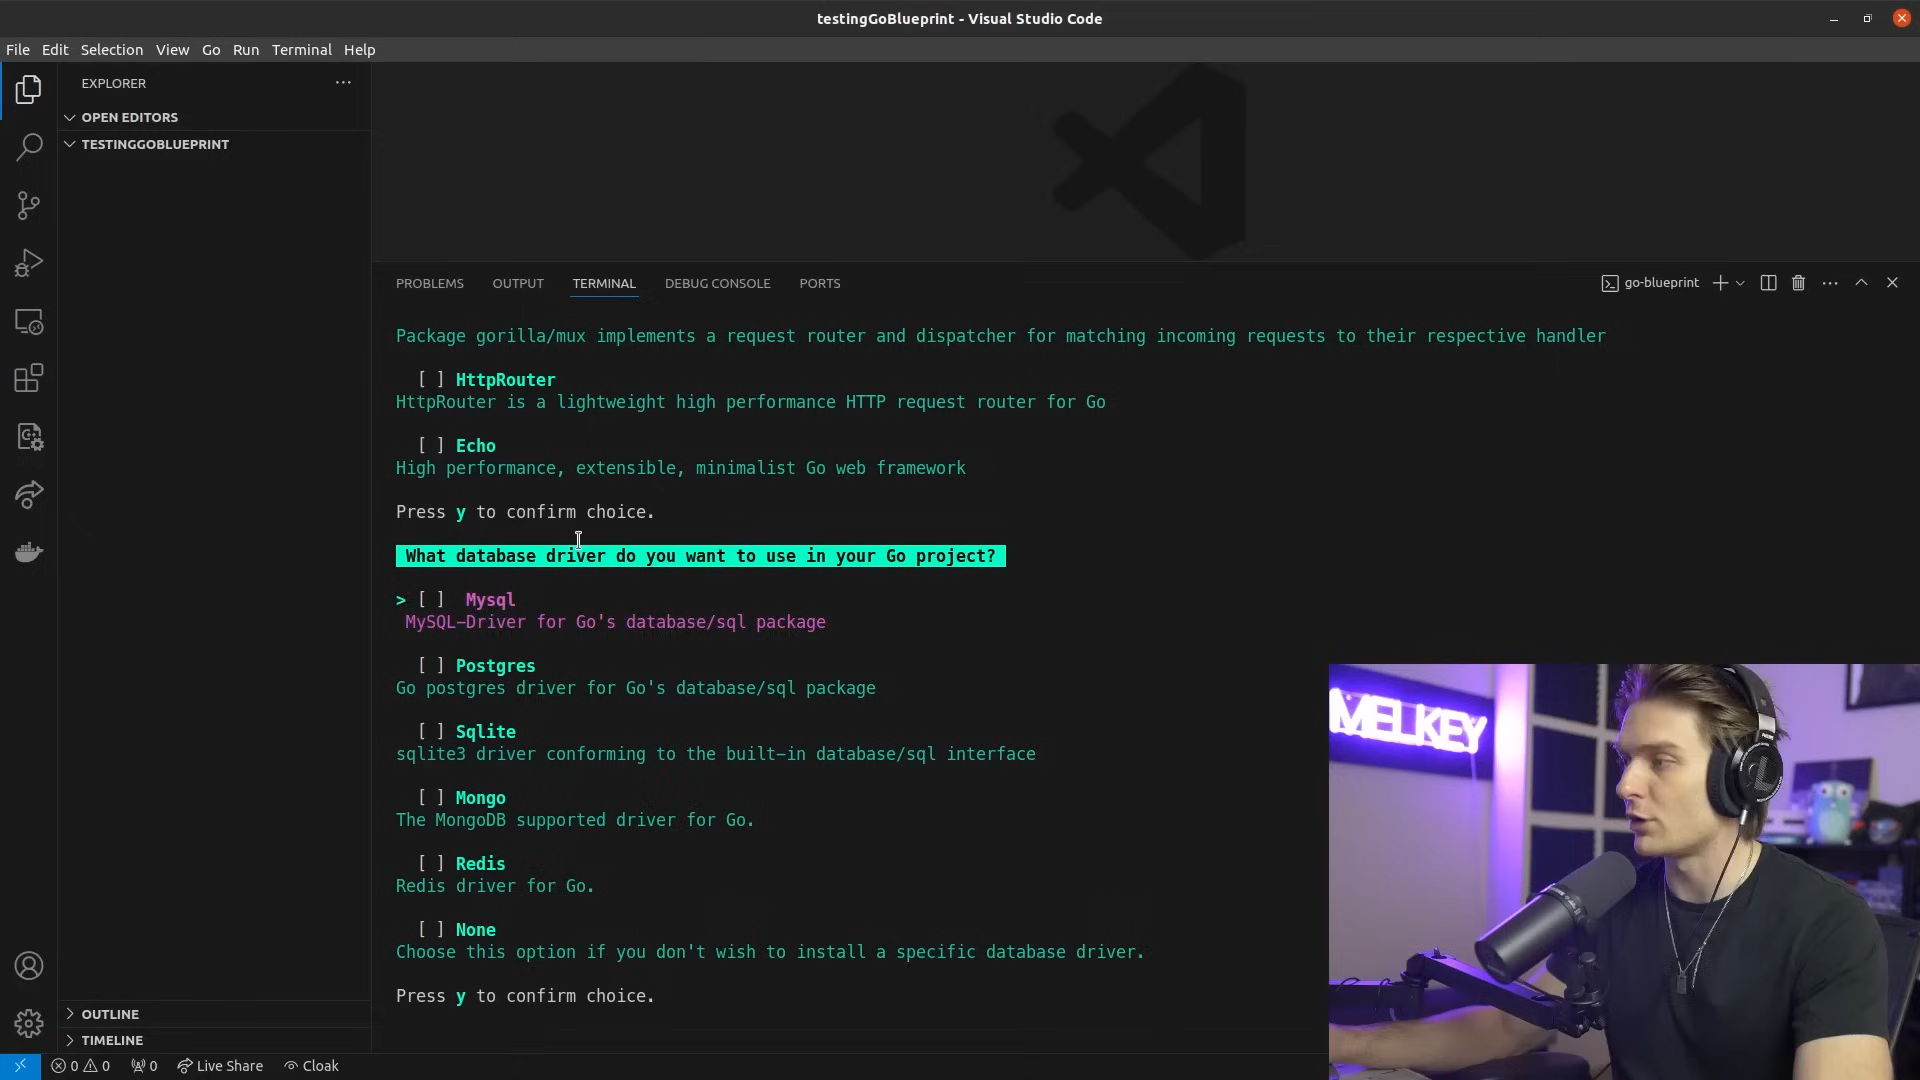 testingGoBlueprint - Visual Studio Code
File Edit Selection View Go Run Terminal Help
EXPLORER
OPEN EDITORS
TESTINGGOBLUEPRINT
PROBLEMS OUTPUT TERMINAL DEBUG CONSOLE PORTS
go-blueprint
Package gorilla/mux implements a request router and dispatcher for matching incoming requests to their respective handler
[ ] HttpRouter
HttpRouter is a lightweight high performance HTTP request router for Go
[ ] Echo
High performance, extensible, minimalist Go web framework
Press y to confirm choice.
What database driver do you want to use in your Go project?
> [ ] Mysql
MySQL-Driver for Go's database/sql package
[ ] Postgres
Go postgres driver for Go's database/sql package
[ ] Sqlite
sqlite3 driver conforming to the built-in database/sql interface
[ ] Mongo
The MongoDB supported driver for Go.
[ ] Redis
Redis driver for Go.
[ ] None
Choose this option if you don't wish to install a specific database driver.
Press y to confirm choice.
MELKEY
OUTLINE
TIMELINE
0 0 0 Live Share Cloak